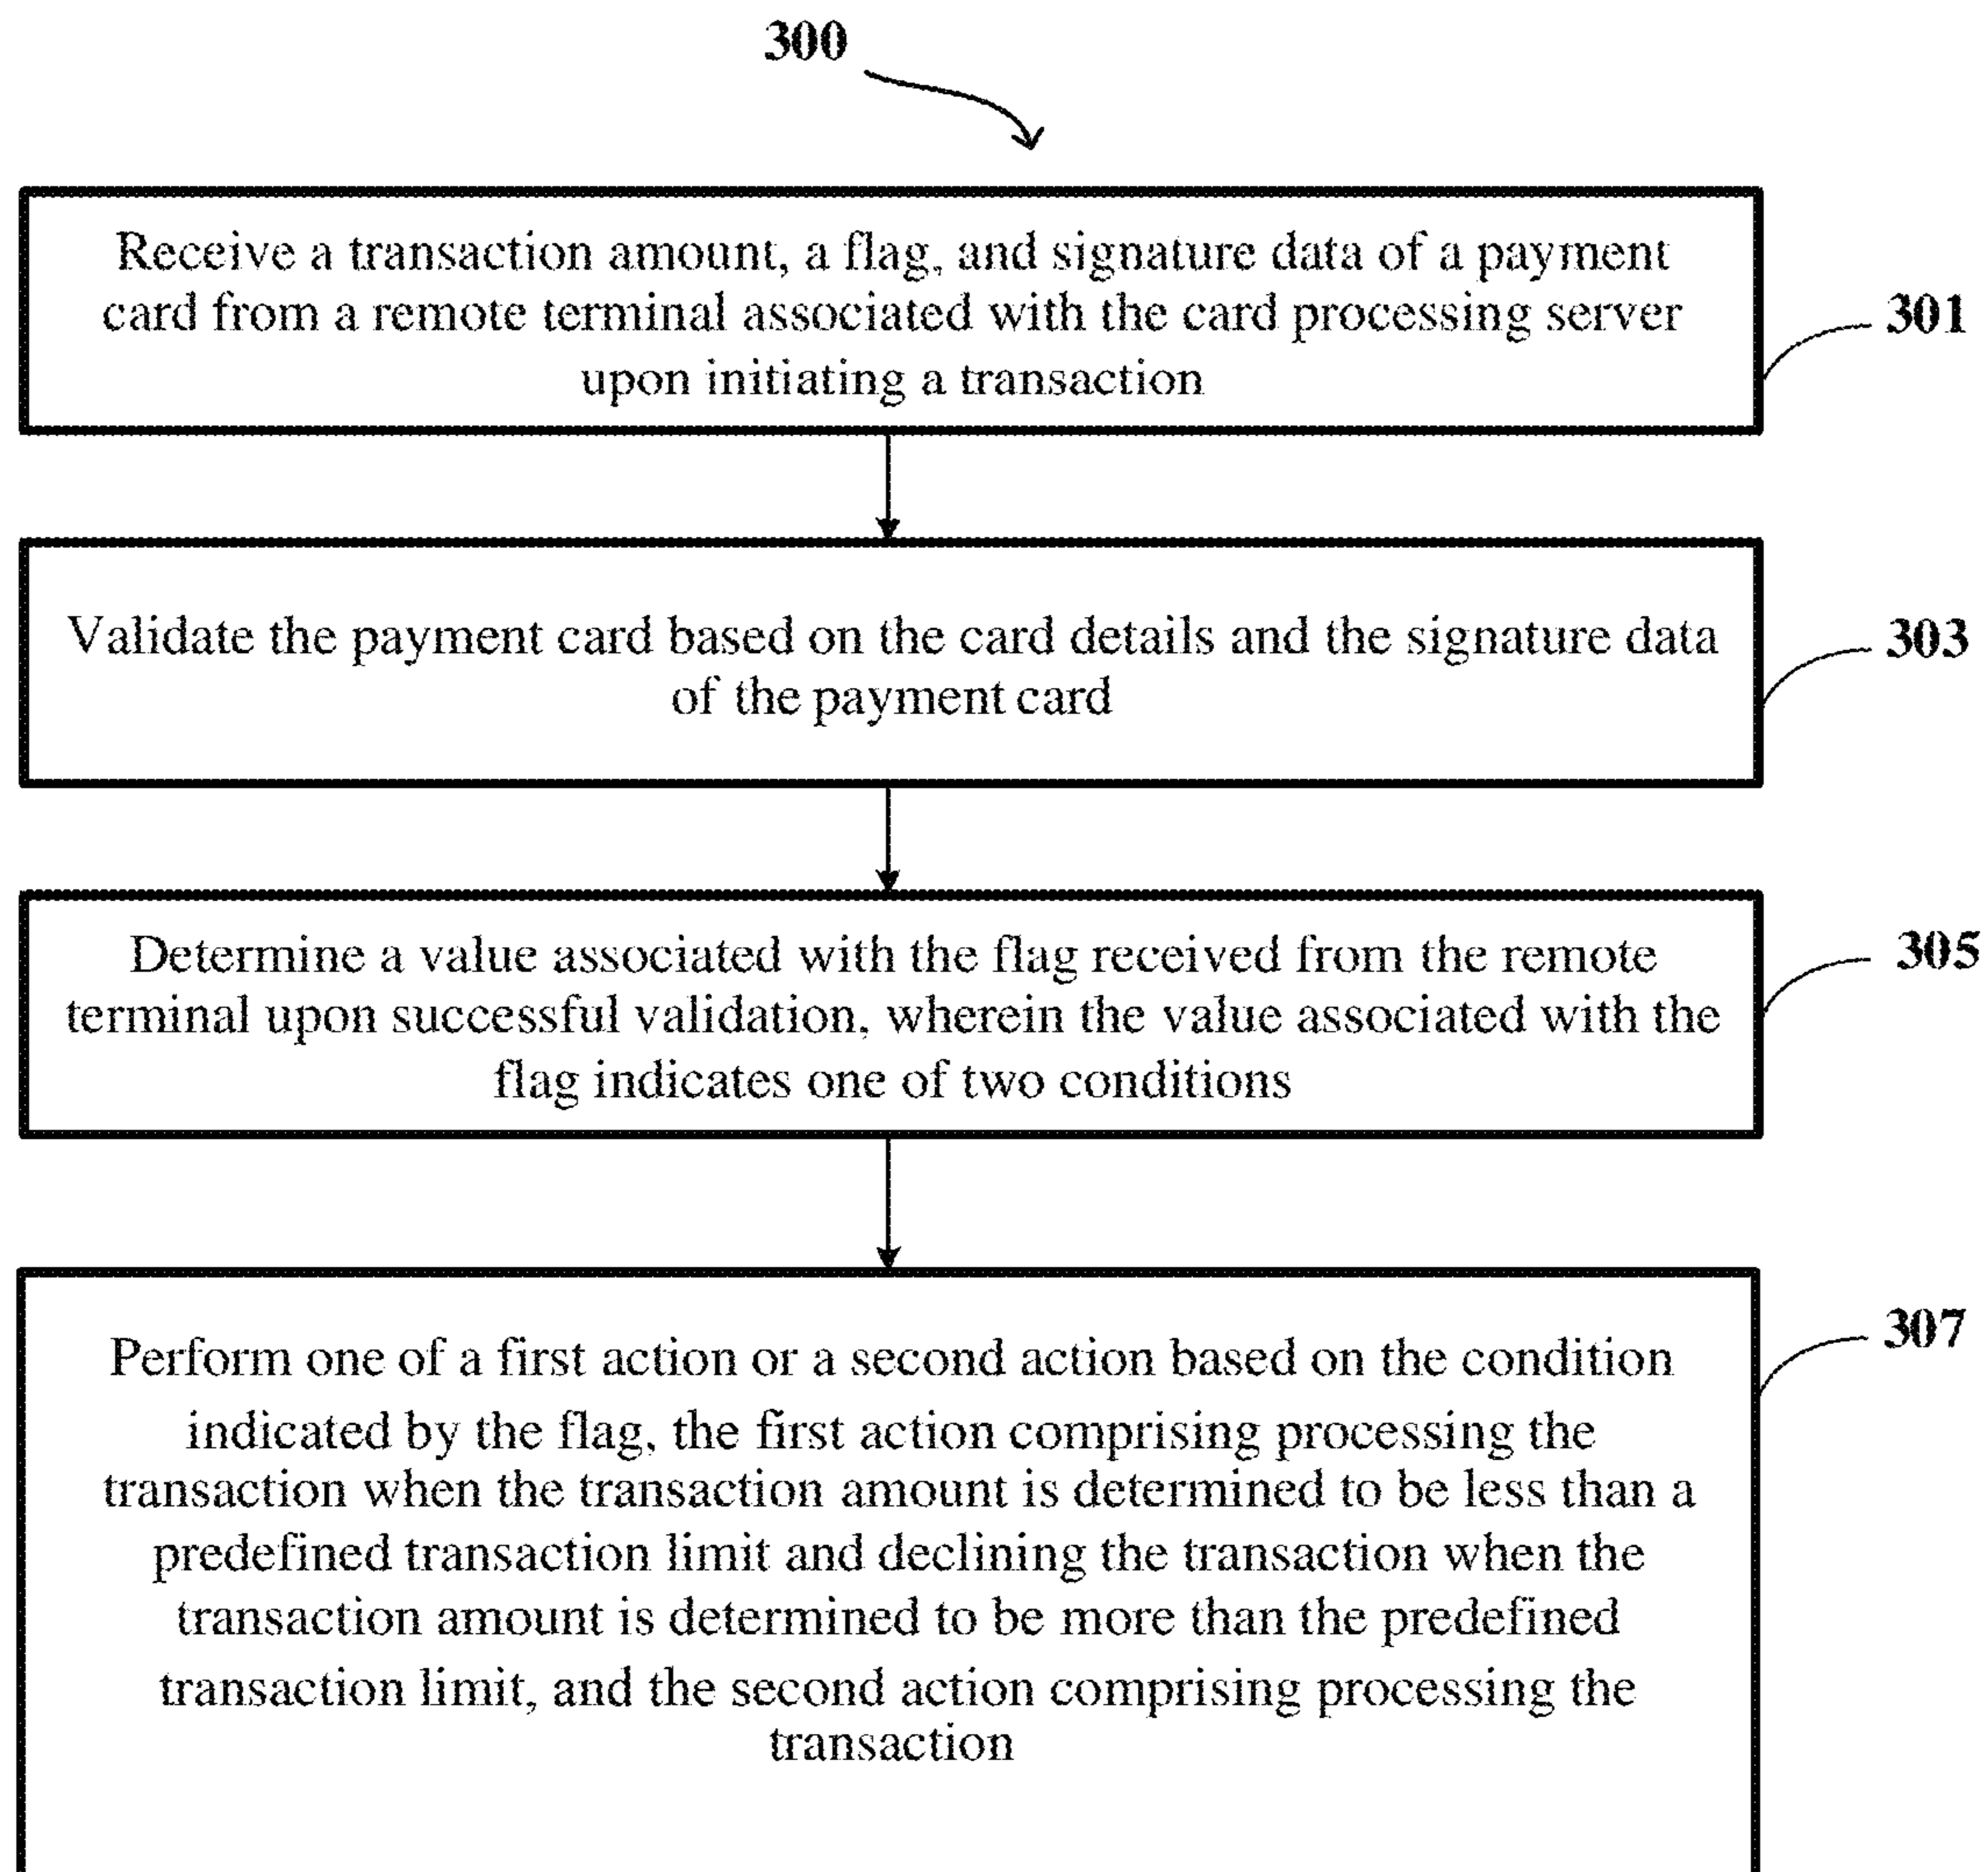 300
Receive a transaction amount, a flag, and signature data of a payment
card from a remote terminal associated with the card processing server
upon initiating a transaction
301
Validate the payment card based on the card details and the signature data
of the payment card
303
Determine a value associated with the flag received from the remote
terminal upon successful validation, wherein the value associated with the
flag indicates one of two conditions
305
Perform one of a first action or a second action based on the condition
indicated by the flag, the first action comprising processing the
transaction when the transaction amount is determined to be less than a
predefined transaction limit and declining the transaction when the
transaction amount is determined to be more than the predefined
transaction limit, and the second action comprising processing the
transaction
307